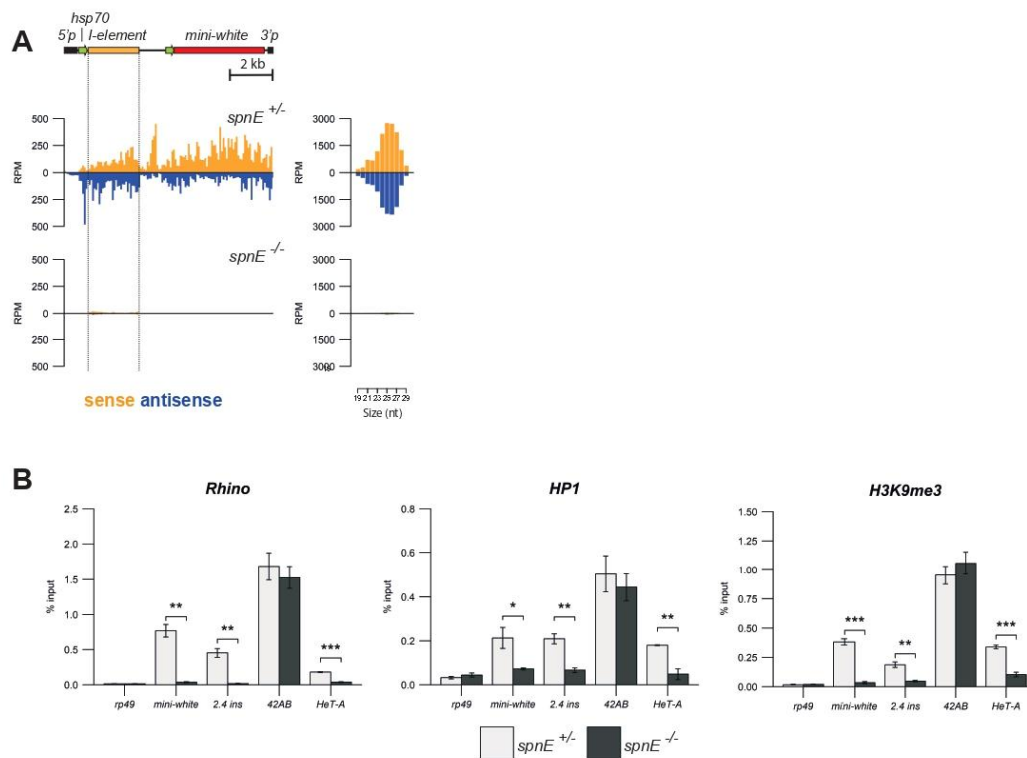 A
hsp70
5'p | I-element mini-white 3'p
2 kb
spnE +/-
500
250
0
250
500
RPM
3000
1500
0
1500
3000
RPM
spnE -/-
500
250
0
250
500
RPM
3000
1500
0
1500
RPM
19 21 23 25 27 29
Size (nt)
sense antisense
B
Rhino
2.5
2.0
1.5
1.0
0.5
0.0
% input
** ** ***
rp49 mini-white 2.4 ins 42AB HeT-A
HP1
0.8
0.6
0.4
0.2
0.0
% input
* ** **
rp49 mini-white 2.4 ins 42AB HeT-A
H3K9me3
1.50
1.25
1.00
0.75
0.50
0.25
0.00
% input
*** ** ***
rp49 mini-white 2.4 ins 42AB HeT-A
spnE +/- spnE -/-